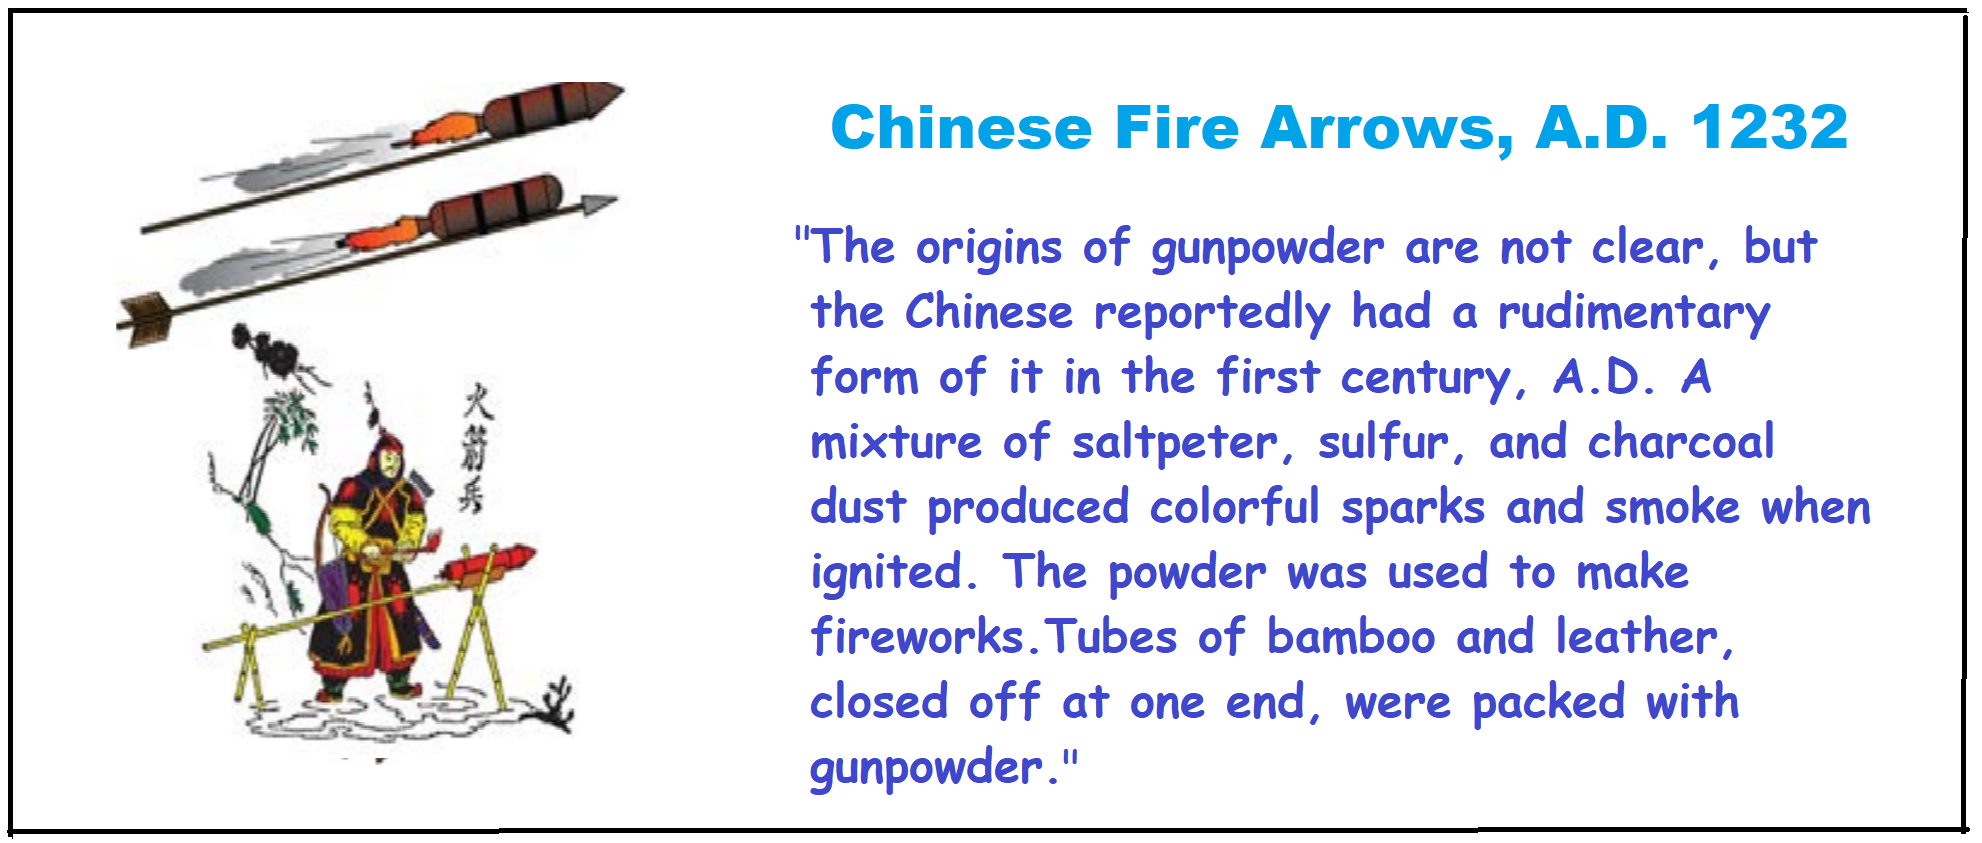 Chinese Fire Arrows, A.D. 1232
"The origins of gunpowder are not clear, but
the Chinese reportedly had a rudimentary
form of it in the first century, A.D. A
mixture of saltpeter, sulfur, and charcoal
dust produced colorful sparks and smoke when
ignited. The powder was used to make
fireworks.Tubes of bamboo and leather,
closed off at one end, were packed with
gunpowder."
火箭兵